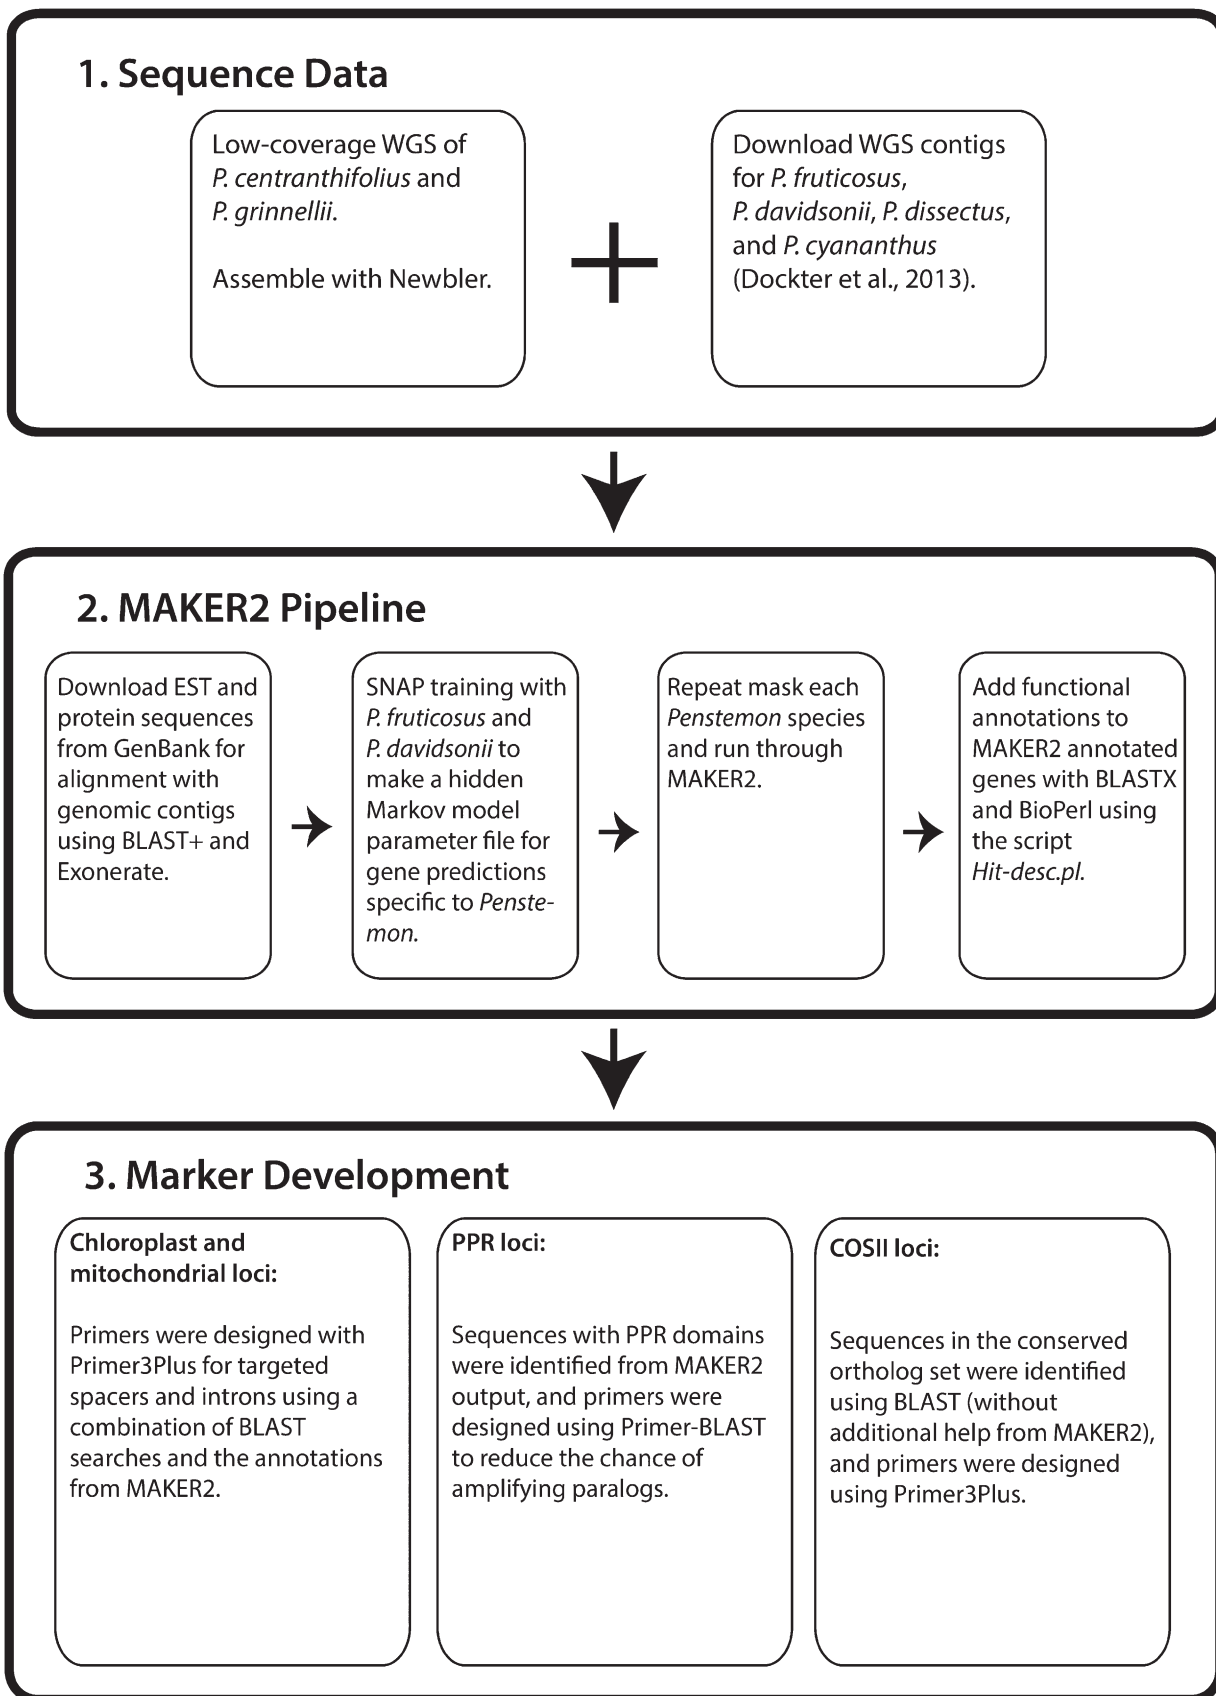 1. Sequence Data
Low-coverage WGS of
P. centranthifolius and
P. grinnellii.
Assemble with Newbler.
Download WGS contigs
for P. fruticosus,
P. davidsonii, P. dissectus,
and P. cyananthus
(Dockter et al., 2013).
2. MAKER2 Pipeline
Download EST and
protein sequences
from GenBank for
alignment with
genomic contigs
using BLAST+ and
Exonerate.
SNAP training with
P. fruticosus and
P. davidsonii to
make a hidden
Markov model
parameter file for
gene predictions
specific to Penste-
mon.
Repeat mask each
Penstemon species
and run through
MAKER2.
Add functional
annotations to
MAKER2 annotated
genes with BLASTX
and BioPerl using
the script
Hit-desc.pl.
3. Marker Development
Chloroplast and
mitochondrial loci:
Primers were designed with
Primer3Plus for targeted
spacers and introns using a
combination of BLAST
searches and the annotations
from MAKER2.
PPR loci:
Sequences with PPR domains
were identified from MAKER2
output, and primers were
designed using Primer-BLAST
to reduce the chance of
amplifying paralogs.
COSII loci:
Sequences in the conserved
ortholog set were identified
using BLAST (without
additional help from MAKER2),
and primers were designed
using Primer3Plus.